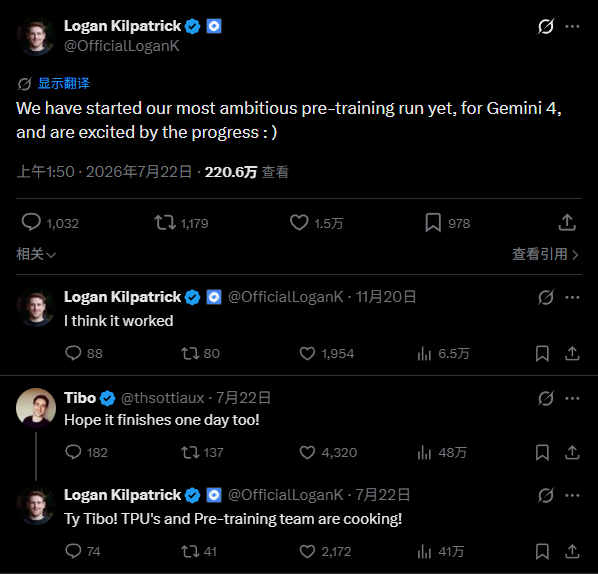 Logan Kilpatrick
@OfficialLoganK
显示翻译
We have started our most ambitious pre-training run yet, for Gemini 4,
and are excited by the progress : )
上午1:50 · 2026年7月22日 · 220.6万 查看
1,032 1,179 1.5万 978
相关 查看引用
Logan Kilpatrick @OfficialLoganK · 11月20日
I think it worked
88 80 1,954 6.5万
Tibo @thsottiaux · 7月22日
Hope it finishes one day too!
182 137 4,320 48万
Logan Kilpatrick @OfficialLoganK · 7月22日
Ty Tibo! TPU's and Pre-training team are cooking!
74 41 2,172 41万